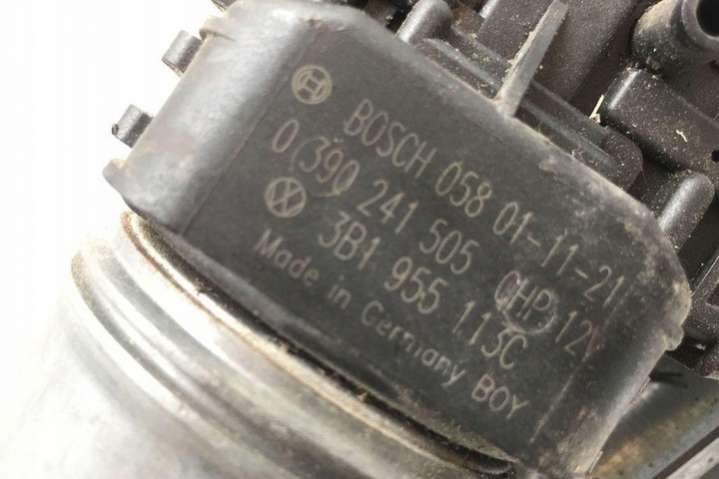 BOSCH 058 01-11-21
0(390 241 505 CHP) 12V
3B1 955 113C
Made in Germany BOY